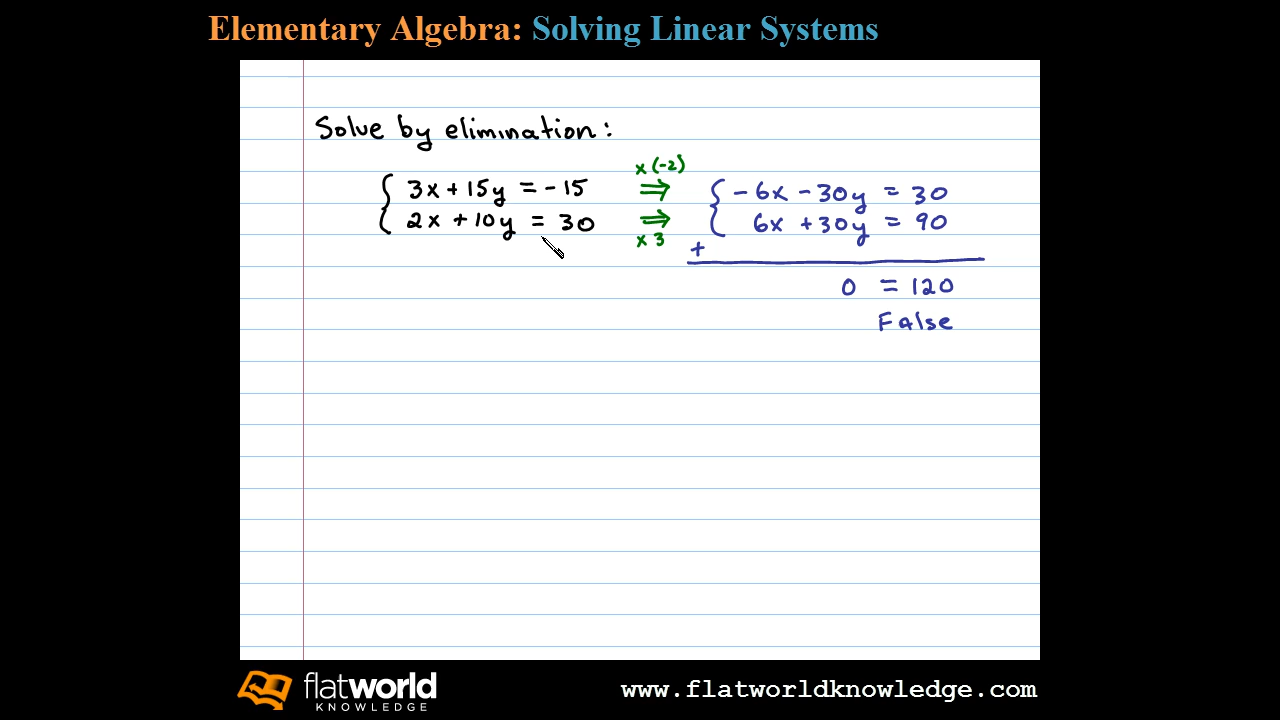 Elementary Algebra: Solving Linear Systems
Solve by elimination:
x (-2)
3x + 15y = -15 ⇒ -6x - 30y = 30
2x + 10y = 30 ⇒ 6x + 30y = 90
x 3 +
0 = 120
False
flatworld
KNOWLEDGE
www.flatworldknowledge.com